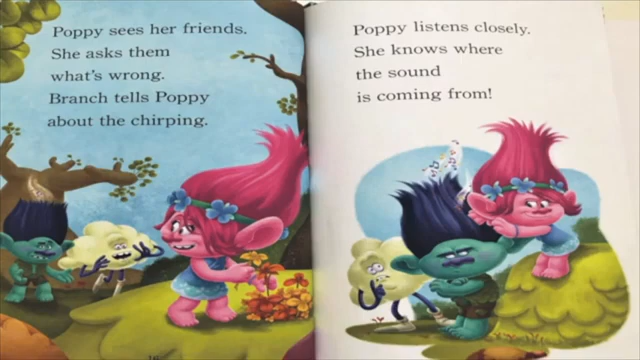 Poppy sees her friends.
She asks them
what's wrong.
Branch tells Poppy
about the chirping.
Poppy listens closely.
She knows where
the sound
is coming from!